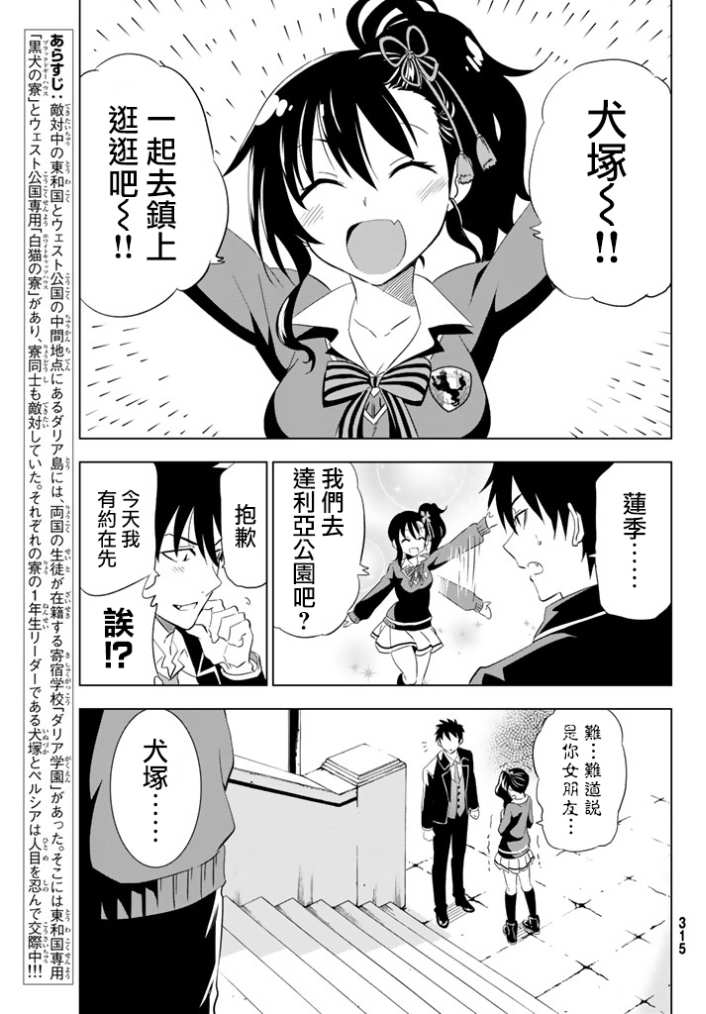 犬塚～!!
一起去鎮上
逛逛吧～!!
蓮季……
我們去
達利亞公園吧？
抱歉
今天我
有約在先
誒!?
難…難道說
是你女朋友……
犬塚……
315
あらすじ：敵対中の東和国とウェスト公国の中間地点にあるダリア島には、両国の生徒が在籍する寄宿学校「ダリア学園」があった。そこには東和国専用
「黒犬の寮」とウェスト公国専用「白猫の寮」があり、寮同士も敵対していた。それぞれの寮の1年生リーダーである犬塚とペルシアは人目を忍んで交際中!!!